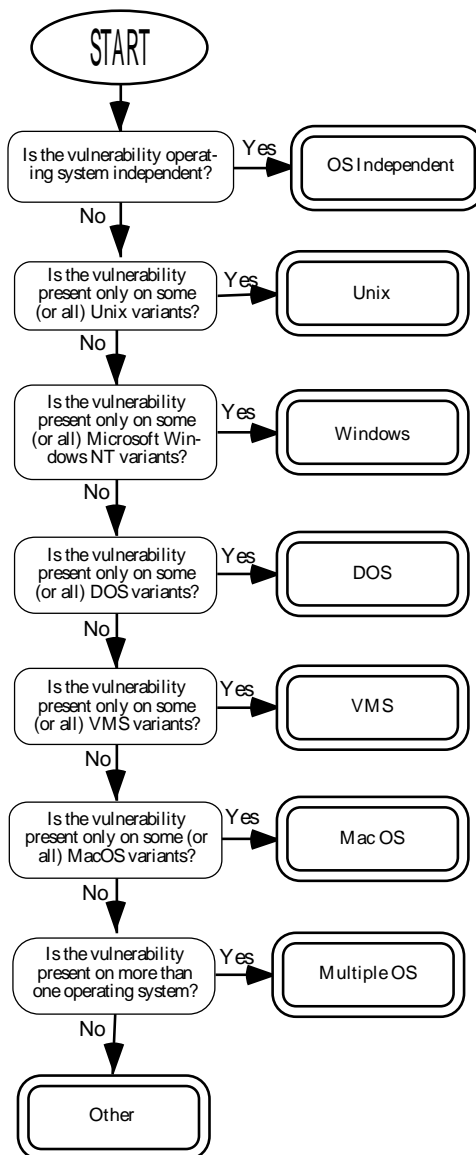 START
Is the vulnerability operat-
ing system independent?
Yes
OS Independent
No
Is the vulnerability
present only on some
(or all) Unix variants?
Yes
Unix
No
Is the vulnerability
present only on some
(or all) Microsoft Win-
dows NT variants?
Yes
Windows
No
Is the vulnerability
present only on some
(or all) DOS variants?
Yes
DOS
No
Is the vulnerability
present only on some
(or all) VMS variants?
Yes
VMS
No
Is the vulnerability
present only on some (or
all) MacOS variants?
Yes
Mac OS
No
Is the vulnerability
present on more than
one operating system?
Yes
Multiple OS
No
Other